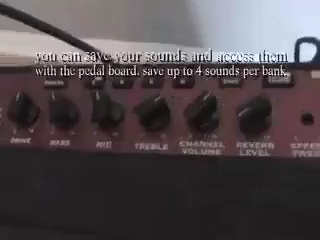 you can save your sounds and access them
with the pedal board. save up to 4 sounds per bank.
DRIVE
BASS
MID
TREBLE
CHANNEL
VOLUME
REVERB
LEVEL